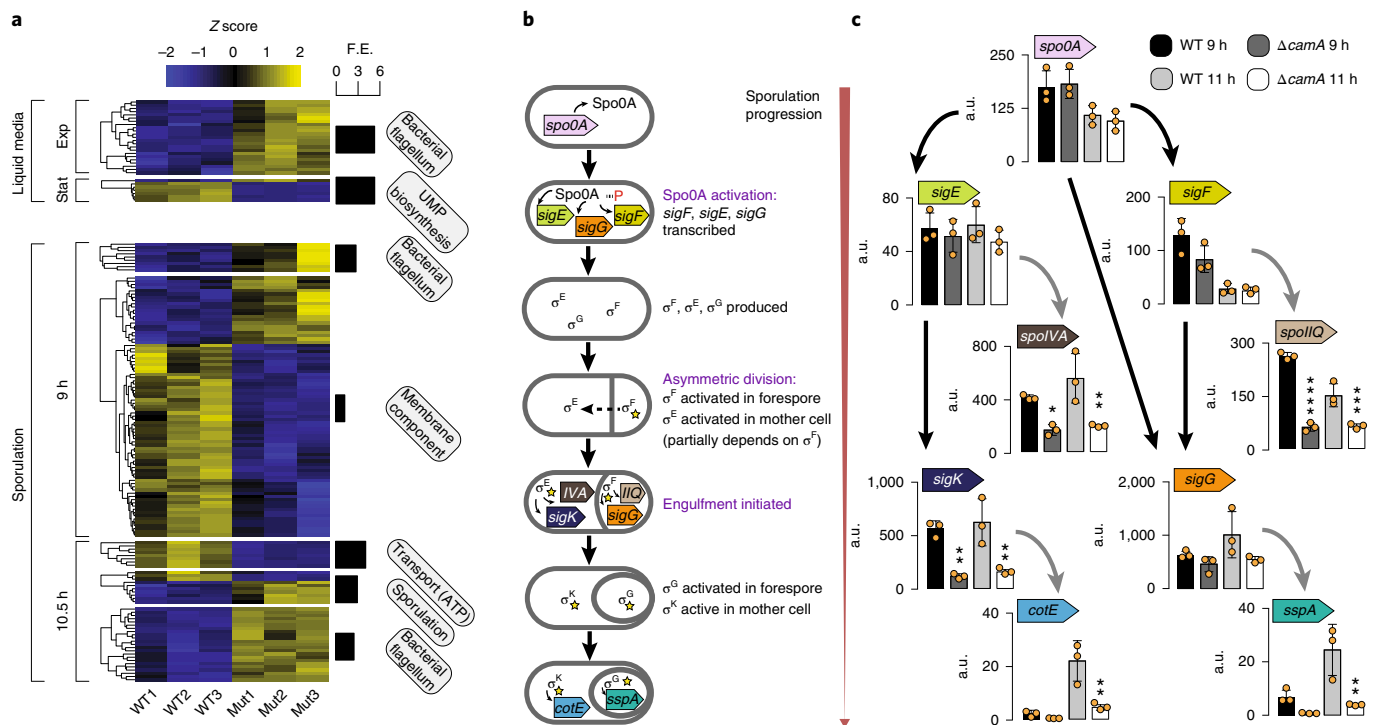 a
Z score
−2 −1 0 1 2
F.E.
0 3 6
Liquid media
Exp
Stat
Sporulation
9 h
10.5 h
Bacterial
flagellum
UMP
biosynthesis
Bacterial
flagellum
Membrane
component
Transport (ATP)
Sporulation
Bacterial
flagellum
WT1 WT2 WT3 Mut1 Mut2 Mut3
b
Spo0A
spo0A
Spo0A P
sigE sigG sigF
Spo0A activation:
sigF, sigE, sigG
transcribed
σE σF
σG
σF, σE, σG produced
σE σF
Asymmetric division:
σF activated in forespore
σE activated in mother cell
(partially depends on σF)
σE IVA σF IIQ
sigK sigG
Engulfment initiated
σK σG
σG activated in forespore
σK active in mother cell
σK σG
cotE sspA
Sporulation
progression
c
WT 9 h ΔcamA 9 h
WT 11 h ΔcamA 11 h
spo0A
a.u.
250
125
0
sigE
a.u.
80
40
0
sigF
a.u.
200
100
0
spoIVA
a.u.
800
400
0
*
**
spoIIQ
a.u.
300
150
0
****
***
sigK
a.u.
1,000
500
0
**
**
sigG
a.u.
2,000
1,000
0
cotE
a.u.
40
20
0
**
sspA
a.u.
40
20
0
**